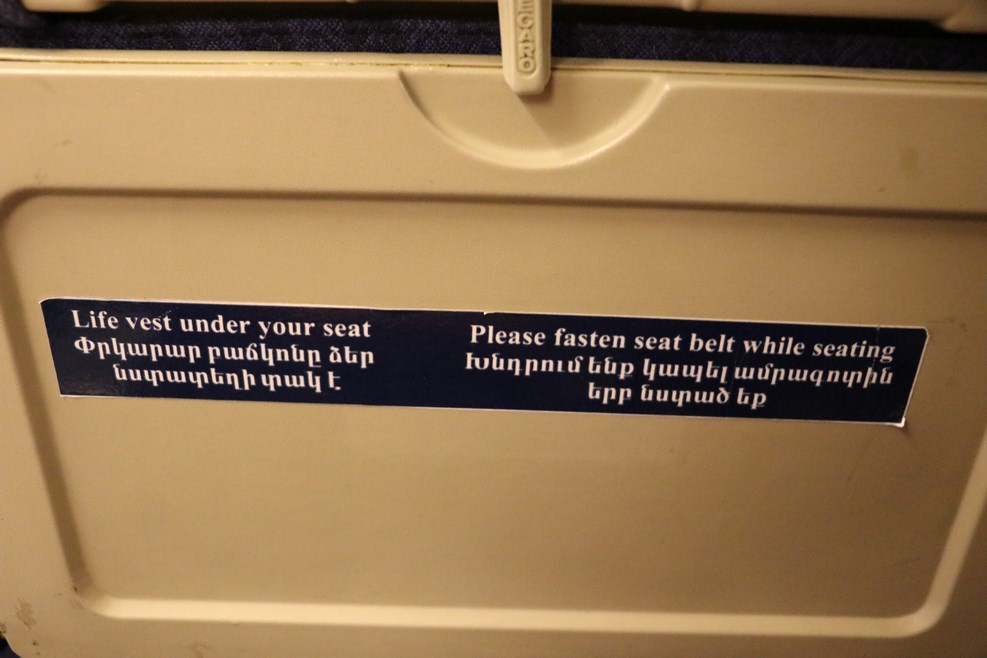 Life vest under your seat
Փրկարար բաճկոնը ձեր
նստատեղի տակ է
Please fasten seat belt while seating
Խնդրում ենք կապել ամրագոտին
երբ նստած եք